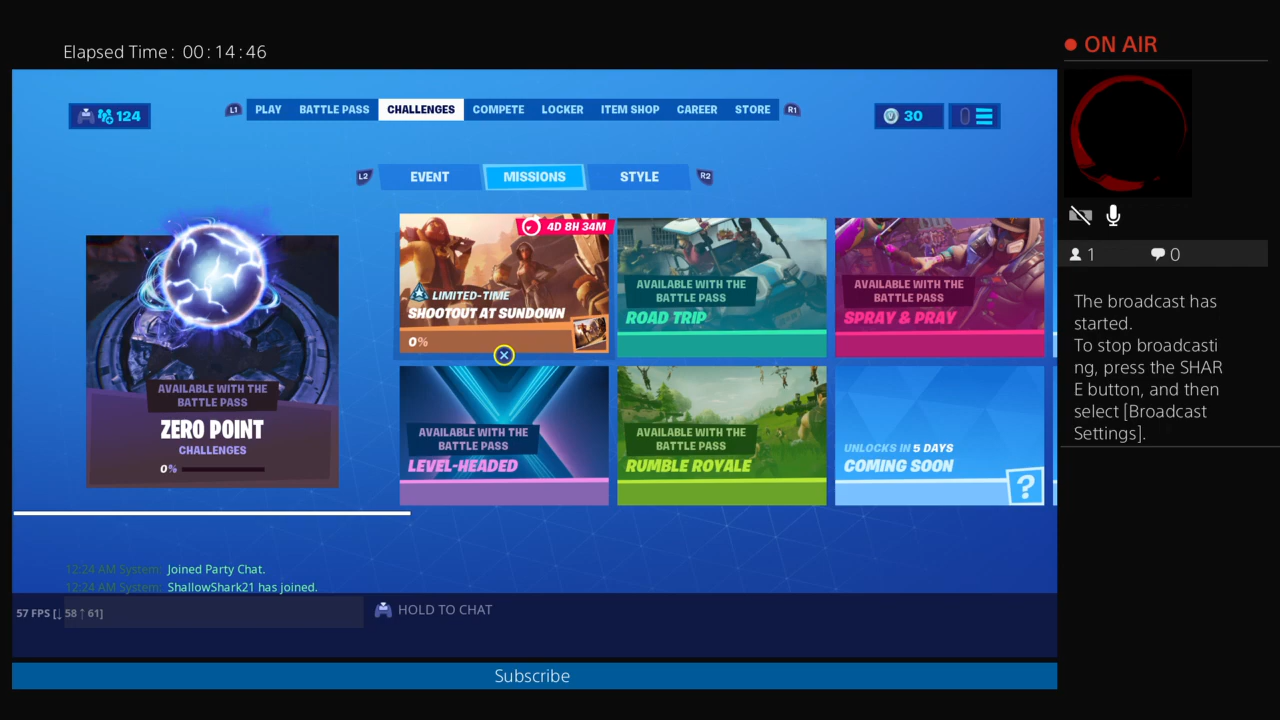 Elapsed Time: 00:14:46
ON AIR
124
L1
PLAY
BATTLE PASS
CHALLENGES
COMPETE
LOCKER
ITEM SHOP
CAREER
STORE
R1
30
0
L2
EVENT
MISSIONS
STYLE
R2
AVAILABLE WITH THE
BATTLE PASS
ZERO POINT
CHALLENGES
0%
4D 8H 34M
LIMITED-TIME
SHOOTOUT AT SUNDOWN
0%
AVAILABLE WITH THE
BATTLE PASS
ROAD TRIP
AVAILABLE WITH THE
BATTLE PASS
SPRAY & PRAY
AVAILABLE WITH THE
BATTLE PASS
LEVEL-HEADED
AVAILABLE WITH THE
BATTLE PASS
RUMBLE ROYALE
UNLOCKS IN 5 DAYS
COMING SOON
?
1
0
The broadcast has
started.
To stop broadcasti
ng, press the SHAR
E button, and then
select [Broadcast
Settings].
12:24 AM System: Joined Party Chat.
12:24 AM System: ShallowShark21 has joined.
57 FPS [↓ 58 ↑ 61]
HOLD TO CHAT
Subscribe